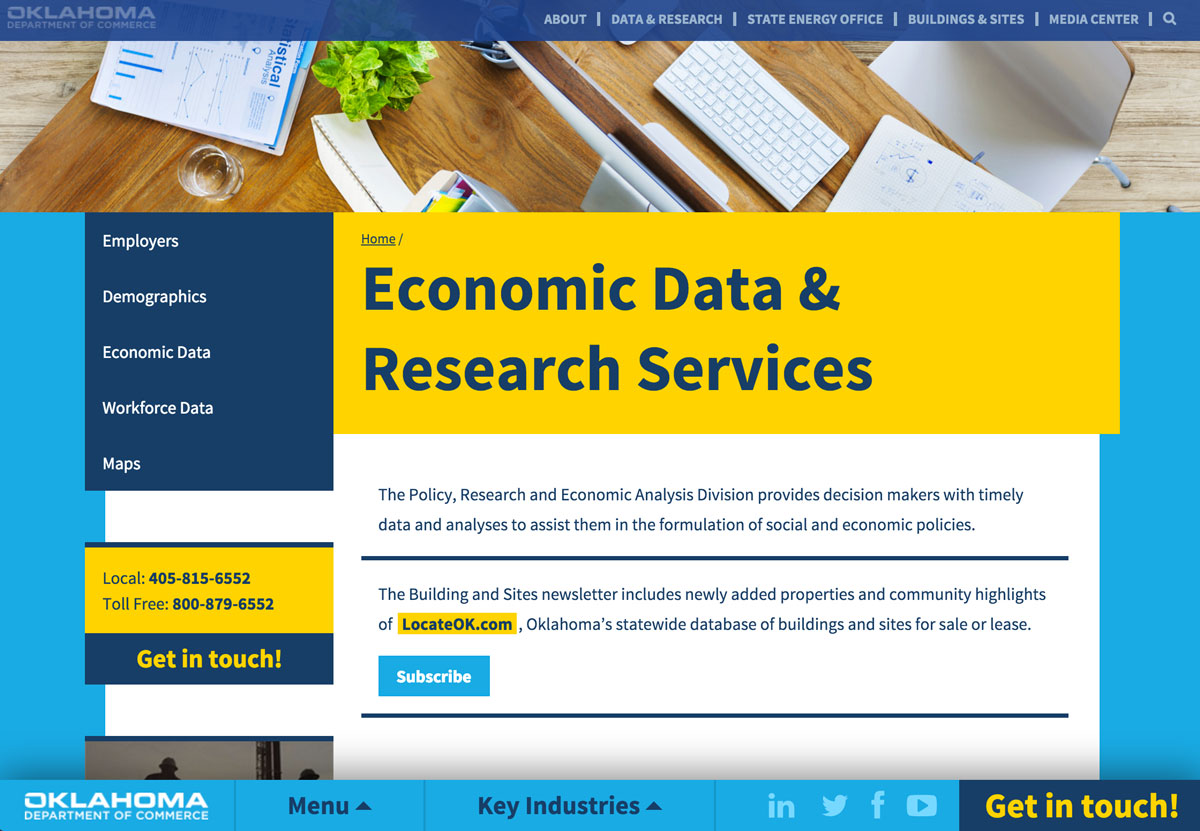 OKLAHOMA
DEPARTMENT OF COMMERCE
ABOUT | DATA & RESEARCH | STATE ENERGY OFFICE | BUILDINGS & SITES | MEDIA CENTER |
Statistical
Analysis
Employers
Demographics
Economic Data
Workforce Data
Maps
Home /
Economic Data &
Research Services
The Policy, Research and Economic Analysis Division provides decision makers with timely
data and analyses to assist them in the formulation of social and economic policies.
The Building and Sites newsletter includes newly added properties and community highlights
of LocateOK.com , Oklahoma’s statewide database of buildings and sites for sale or lease.
Subscribe
Local: 405-815-6552
Toll Free: 800-879-6552
Get in touch!
OKLAHOMA
DEPARTMENT OF COMMERCE
Menu
Key Industries
Get in touch!